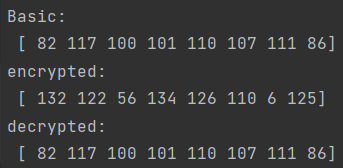 Basic:
[ 82 117 100 101 110 107 111 86]
encrypted:
[ 132 122 56 134 126 110 6 125]
decrypted:
[ 82 117 100 101 110 107 111 86]